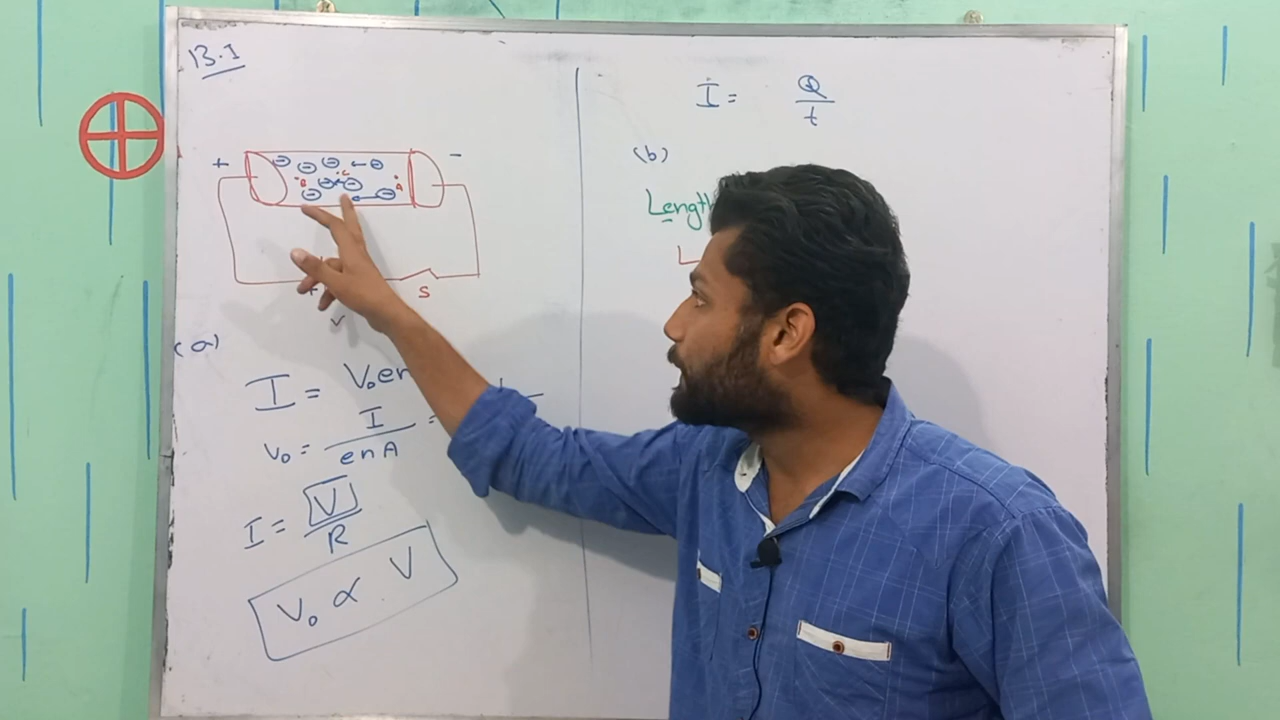 13.1
+ -
B C A
S
+
V
(a)
I = V₀en
V₀ = I / enA =
I = V / R
V₀ ∝ V
I = Q / t
(b)
Length
L